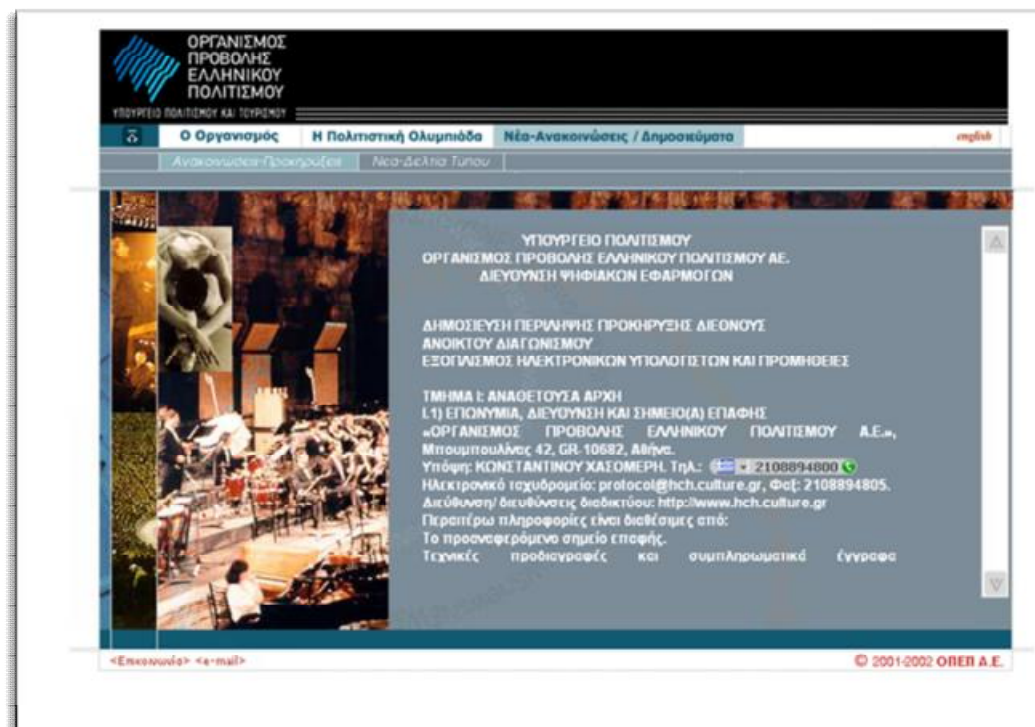 ΟΡΓΑΝΙΣΜΟΣ
ΠΡΟΒΟΛΗΣ
ΕΛΛΗΝΙΚΟΥ
ΠΟΛΙΤΙΣΜΟΥ
ΥΠΟΥΡΓΕΙΟ ΠΟΛΙΤΙΣΜΟΥ ΚΑΙ ΤΟΥΡΙΣΜΟΥ
Ο Οργανισμός Η Πολιτιστική Ολυμπιάδα Νέα-Ανακοινώσεις / Δημοσιεύματα english
Ανακοινώσεις-Προκηρύξεις Νεα-Δελτία Τύπου
ΥΠΟΥΡΓΕΙΟ ΠΟΛΙΤΙΣΜΟΥ
ΟΡΓΑΝΙΣΜΟΣ ΠΡΟΒΟΛΗΣ ΕΛΛΗΝΙΚΟΥ ΠΟΛΙΤΙΣΜΟΥ ΑΕ.
ΔΙΕΥΘΥΝΣΗ ΨΗΦΙΑΚΩΝ ΕΦΑΡΜΟΓΩΝ
ΔΗΜΟΣΙΕΥΣΗ ΠΕΡΙΛΗΨΗΣ ΠΡΟΚΗΡΥΞΗΣ ΔΙΕΘΝΟΥΣ
ΑΝΟΙΚΤΟΥ ΔΙΑΓΩΝΙΣΜΟΥ
ΕΞΟΠΛΙΣΜΟΣ ΗΛΕΚΤΡΟΝΙΚΩΝ ΥΠΟΛΟΓΙΣΤΩΝ ΚΑΙ ΠΡΟΜΗΘΕΙΕΣ
ΤΜΗΜΑ Ι: ΑΝΑΘΕΤΟΥΣΑ ΑΡΧΗ
Ι.1) ΕΠΩΝΥΜΙΑ, ΔΙΕΥΘΥΝΣΗ ΚΑΙ ΣΗΜΕΙΟ(Α) ΕΠΑΦΗΣ
«ΟΡΓΑΝΙΣΜΟΣ ΠΡΟΒΟΛΗΣ ΕΛΛΗΝΙΚΟΥ ΠΟΛΙΤΙΣΜΟΥ Α.Ε.»,
Μπουμπουλίνας 42, GR-10682, Αθήνα.
Υπόψη: ΚΩΝΣΤΑΝΤΙΝΟΥ ΧΑΣΟΜΕΡΗ. Τηλ.: 2108894800
Ηλεκτρονικό ταχυδρομείο: protocol@hch.culture.gr, Φαξ: 2108894805.
Διεύθυνση/ διευθύνσεις διαδικτύου: http://www.hch.culture.gr
Περαιτέρω πληροφορίες είναι διαθέσιμες από:
Το προαναφερόμενο σημείο επαφής.
Τεχνικές προδιαγραφές και συμπληρωματικά έγγραφα
<Επικοινωνία> <e-mail> © 2001-2002 ΟΠΕΠ Α.Ε.